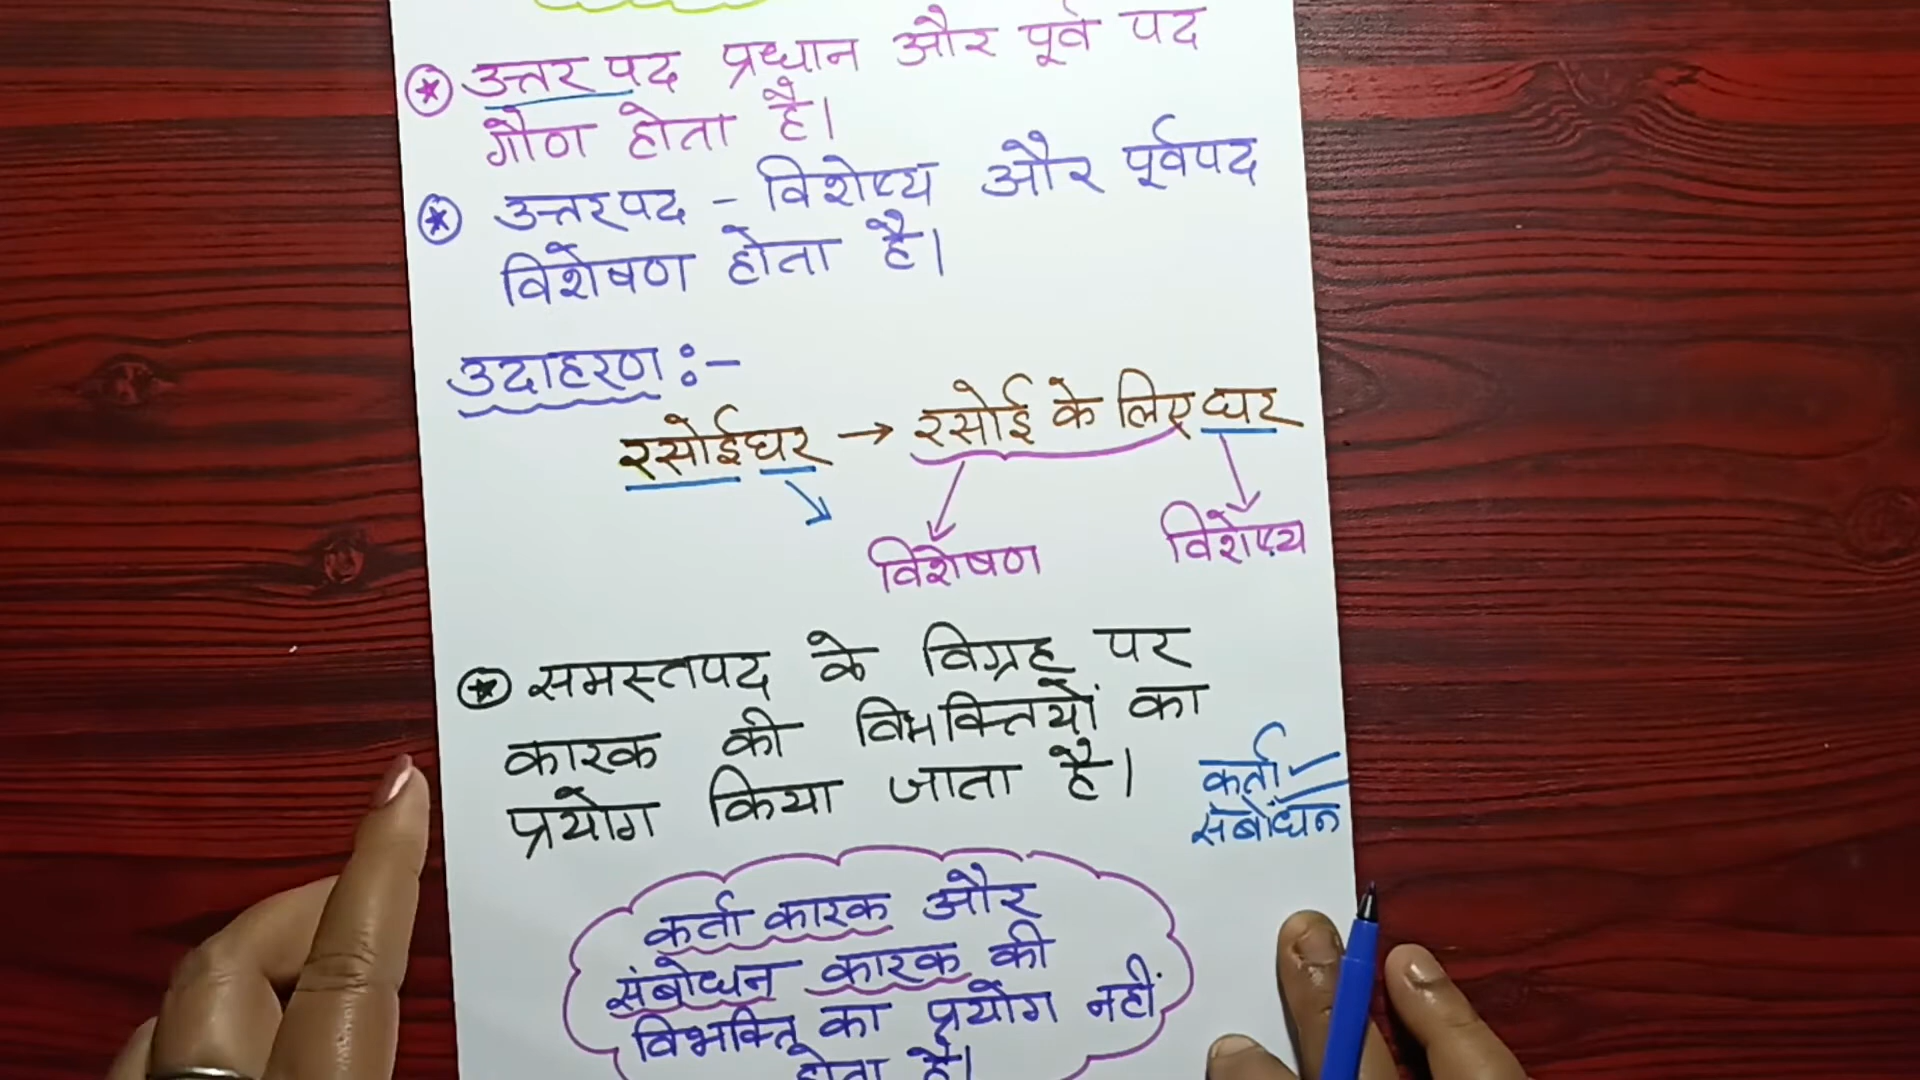 उत्तर पद प्रधान और पूर्व पद
गौण होता है।
उत्तरपद - विशेष्य और पूर्वपद
विशेषण होता है।
उदाहरण :-
रसोईघर → रसोई के लिए घर
विशेषण विशेष्य
समस्तपद के विग्रह पर
कारक की विभक्तियों का
प्रयोग किया जाता है।
कर्ता
संबोधन
कर्ता कारक और
संबोधन कारक की
विभक्ति का प्रयोग नहीं
होता है।